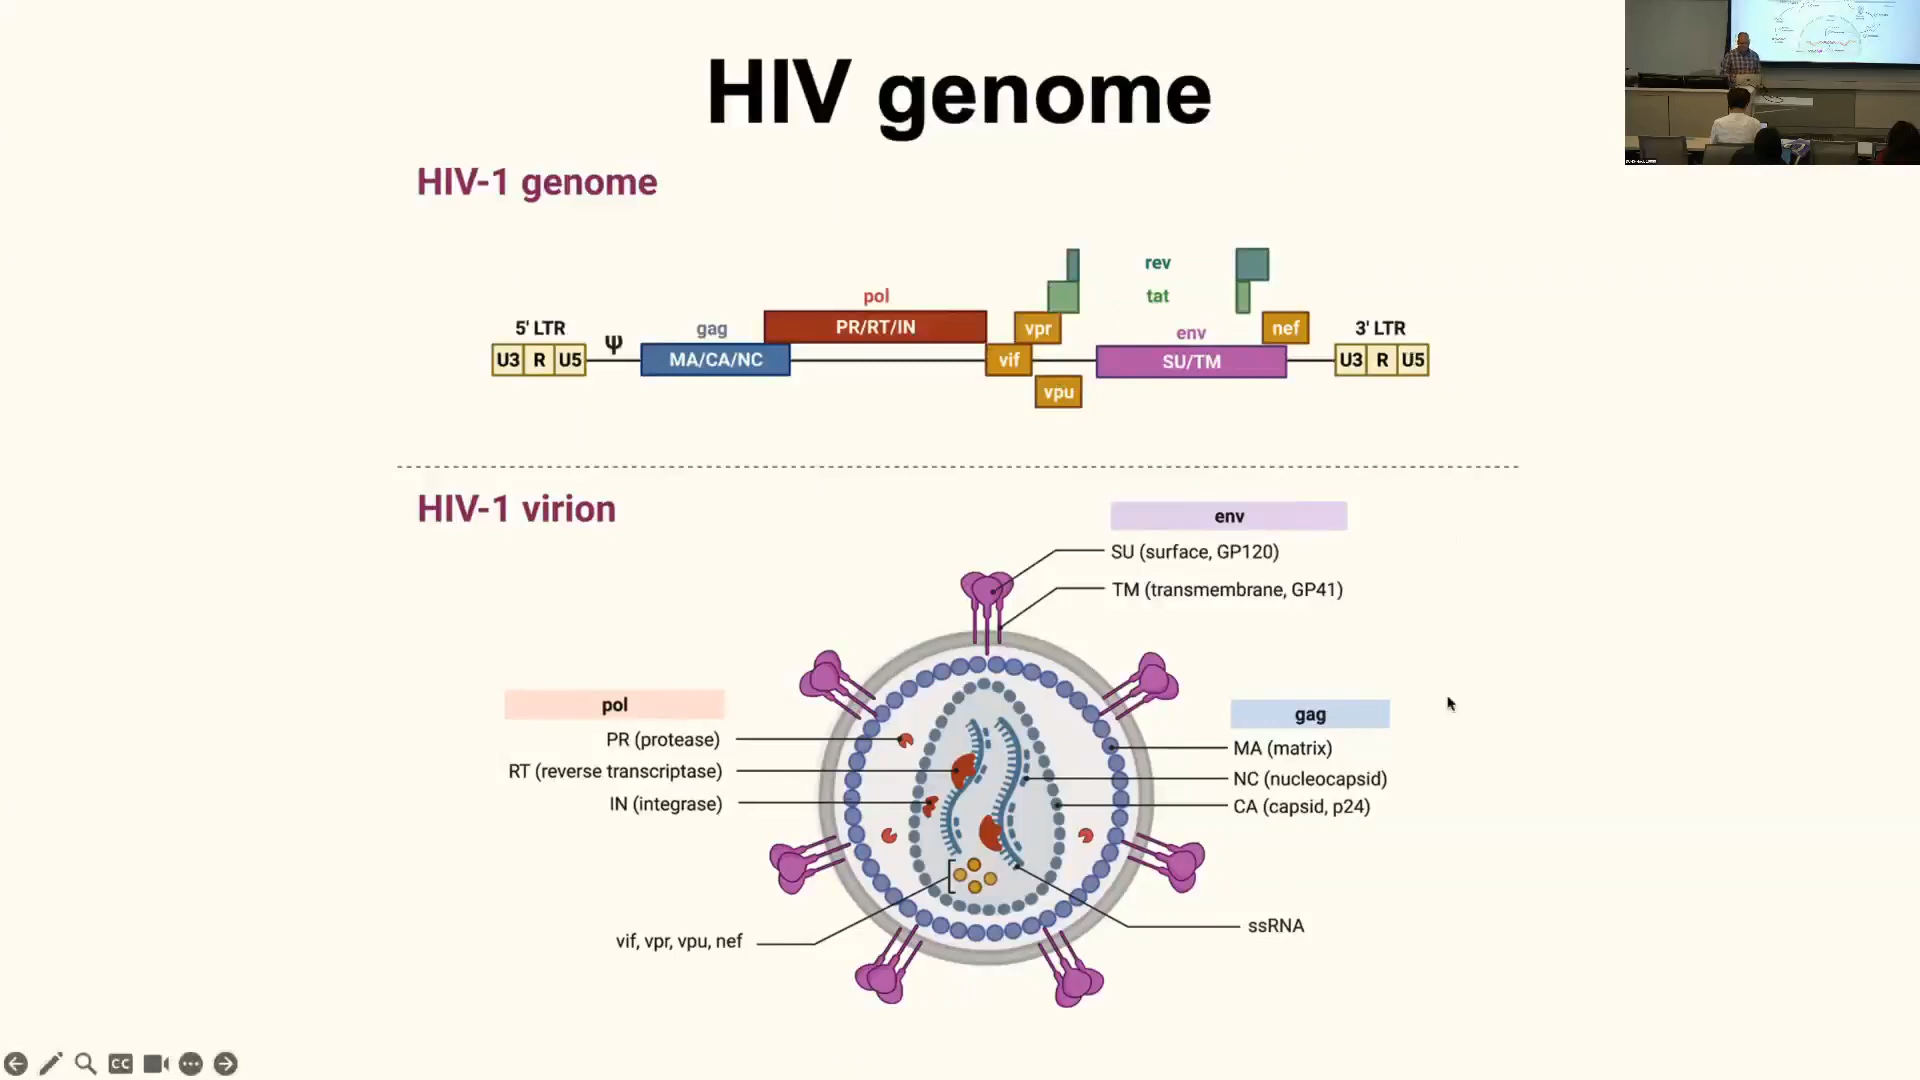 HIV genome
HIV-1 genome
rev
tat
pol
PR/RT/IN
5' LTR
U3 R U5
Ψ
gag
MA/CA/NC
vpr
vif
vpu
env
SU/TM
nef
3' LTR
U3 R U5
HIV-1 virion
env
SU (surface, GP120)
TM (transmembrane, GP41)
pol
PR (protease)
RT (reverse transcriptase)
IN (integrase)
gag
MA (matrix)
NC (nucleocapsid)
CA (capsid, p24)
vif, vpr, vpu, nef
ssRNA
CC